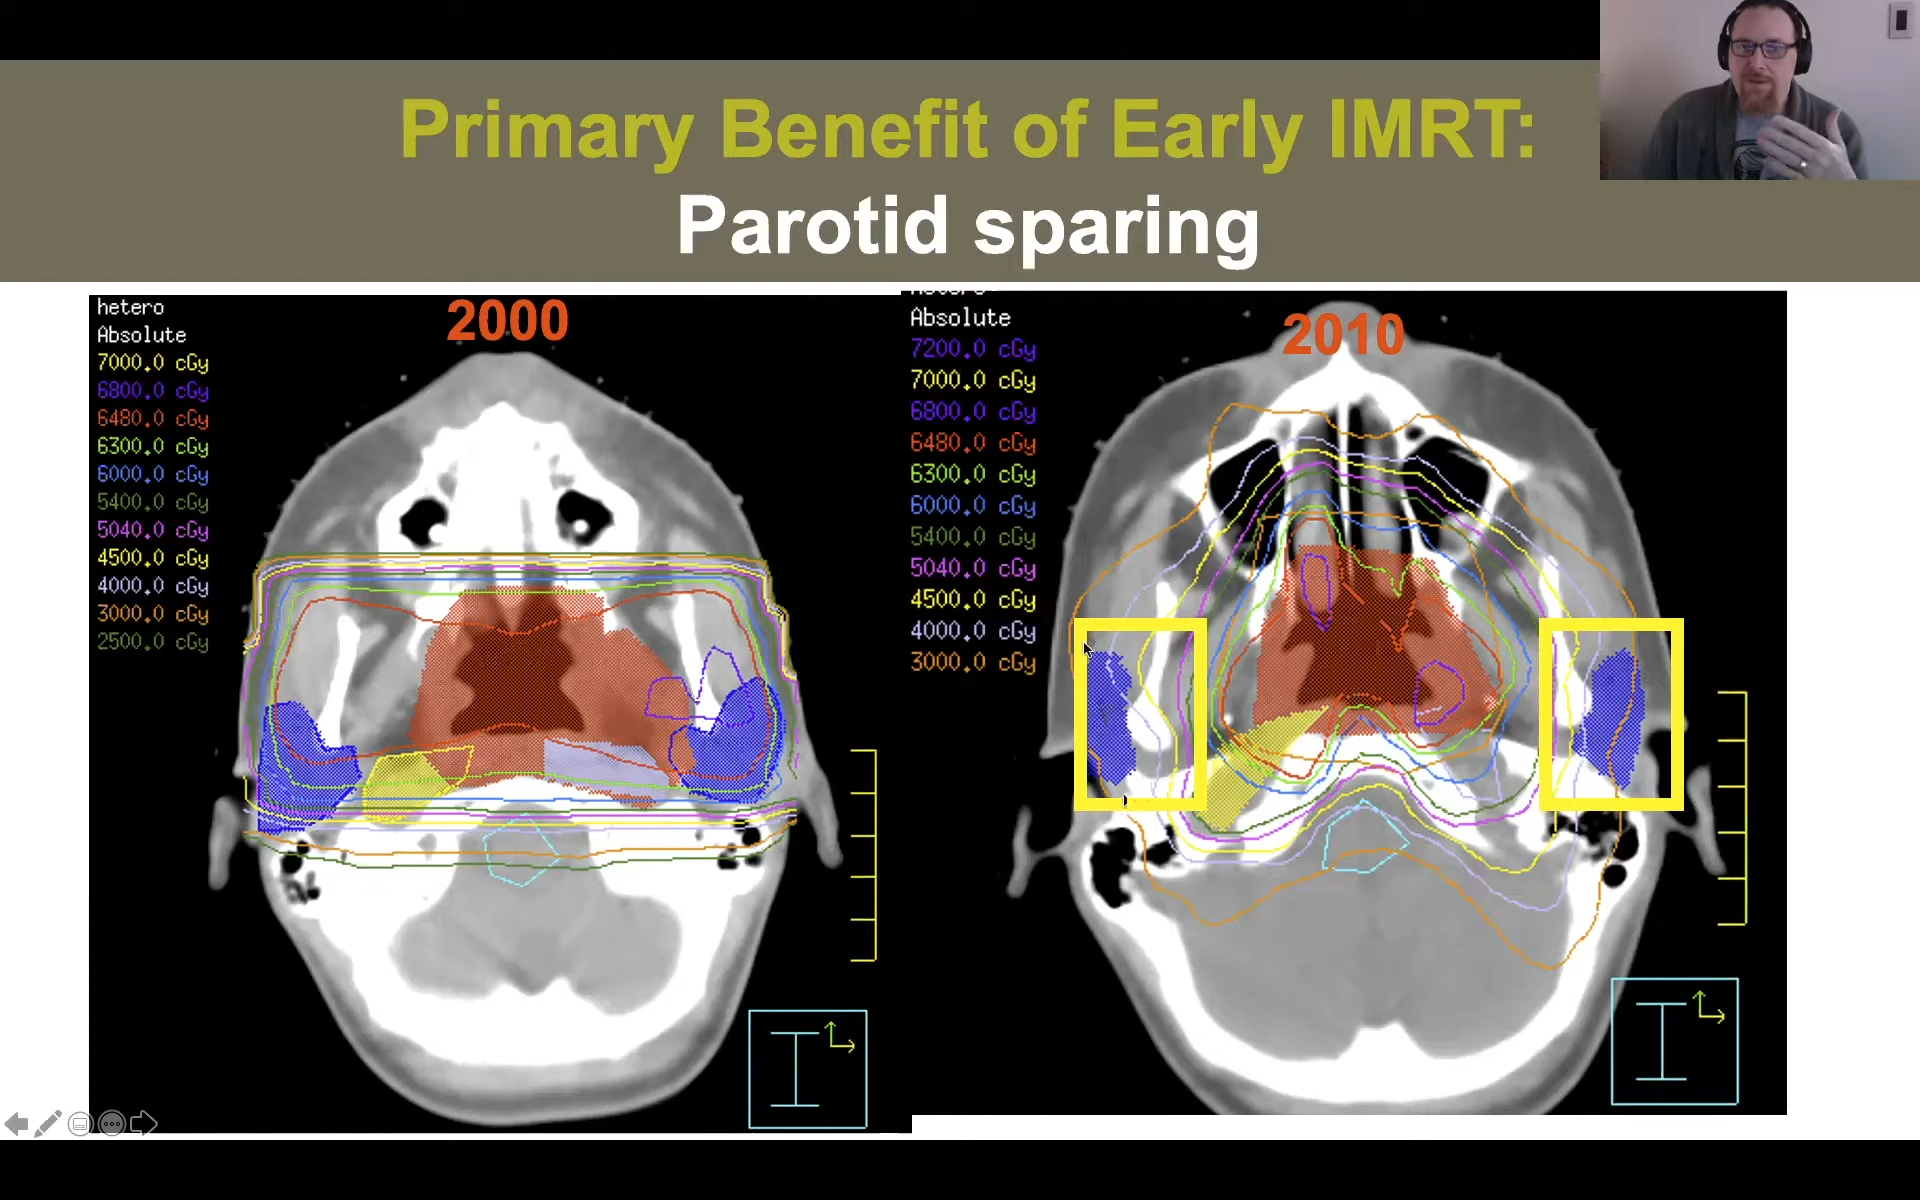 Primary Benefit of Early IMRT:
Parotid sparing
hetero
Absolute
7000.0 cGy
6800.0 cGy
6480.0 cGy
6300.0 cGy
6000.0 cGy
5400.0 cGy
5040.0 cGy
4500.0 cGy
4000.0 cGy
3000.0 cGy
2500.0 cGy
2000
Absolute
7200.0 cGy
7000.0 cGy
6800.0 cGy
6480.0 cGy
6300.0 cGy
6000.0 cGy
5400.0 cGy
5040.0 cGy
4500.0 cGy
4000.0 cGy
3000.0 cGy
2010